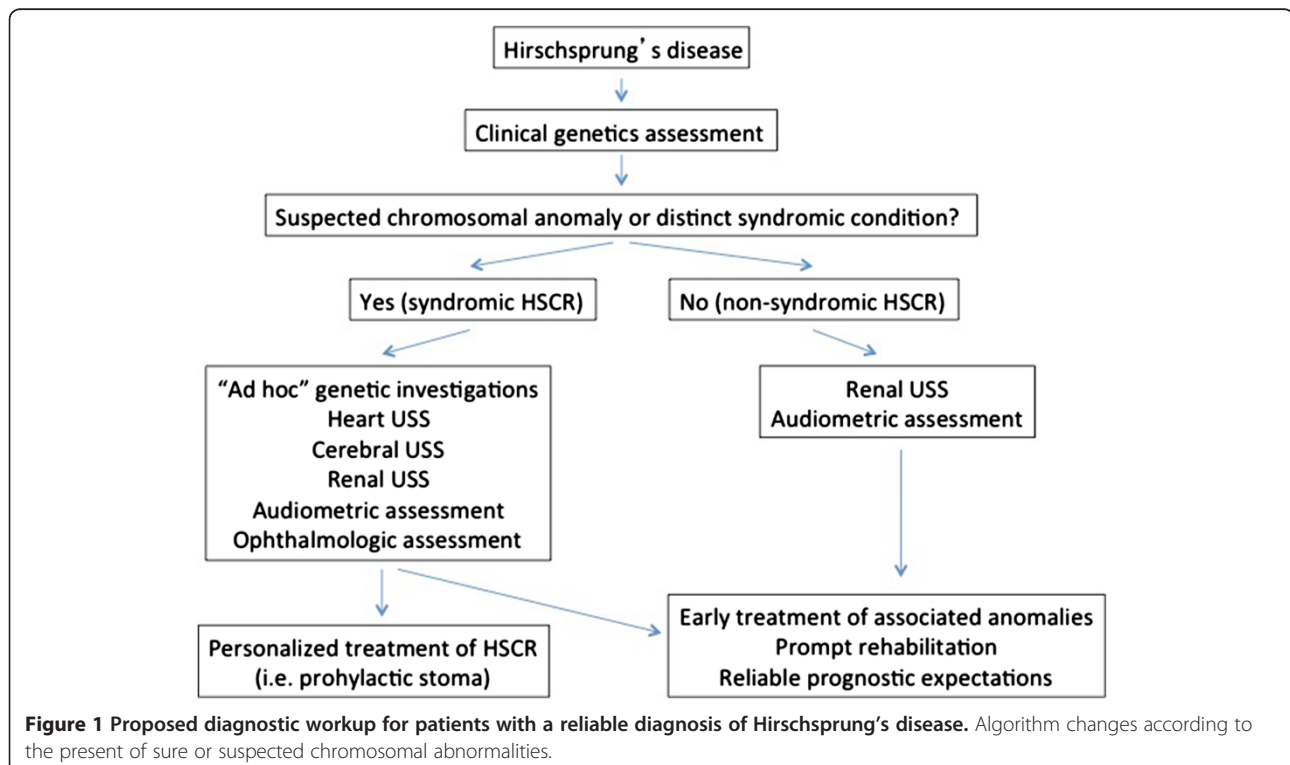 Hirschsprung's disease
Clinical genetics assessment
Suspected chromosomal anomaly or distinct syndromic condition?
Yes (syndromic HSCR)
No (non-syndromic HSCR)
“Ad hoc” genetic investigations
Heart USS
Cerebral USS
Renal USS
Audiometric assessment
Ophthalmologic assessment
Renal USS
Audiometric assessment
Personalized treatment of HSCR
(i.e. prohylactic stoma)
Early treatment of associated anomalies
Prompt rehabilitation
Reliable prognostic expectations
Figure 1 Proposed diagnostic workup for patients with a reliable diagnosis of Hirschsprung's disease. Algorithm changes according to
the present of sure or suspected chromosomal abnormalities.